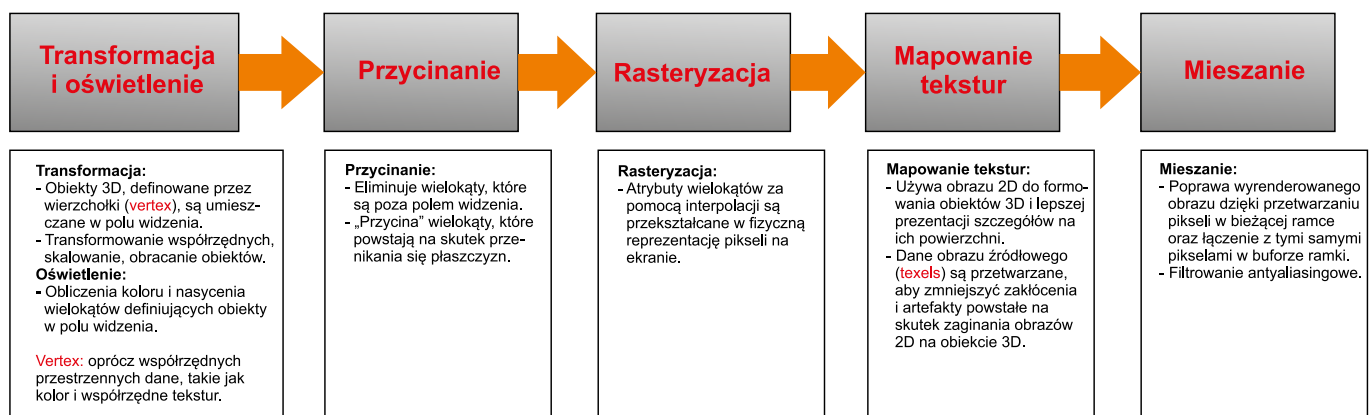 Transformacja
i oświetlenie
Przycinanie
Rasteryzacja
Mapowanie
tekstur
Mieszanie
Transformacja:
- Obiekty 3D, definowane przez
wierzchołki (vertex), są umiesz-
czane w polu widzenia.
- Transformowanie współrzędnych,
skalowanie, obracanie obiektów.
Oświetlenie:
- Obliczenia koloru i nasycenia
wielokątów definiujących obiekty
w polu widzenia.
Vertex: oprócz współrzędnych
przestrzennych dane, takie jak
kolor i współrzędne tekstur.
Przycinanie:
- Eliminuje wielokąty, które
są poza polem widzenia.
- „Przycina” wielokąty, które
powstają na skutek prze-
nikania się płaszczyzn.
Rasteryzacja:
- Atrybuty wielokątów za
pomocą interpolacji są
przekształcane w fizyczną
reprezentację pikseli na
ekranie.
Mapowanie tekstur:
- Używa obrazu 2D do formo-
wania obiektów 3D i lepszej
prezentacji szczegółów na
ich powierzchni.
- Dane obrazu źródłowego
(texels) są przetwarzane,
aby zmniejszyć zakłócenia
i artefakty powstałe na
skutek zaginania obrazów
2D na obiekcie 3D.
Mieszanie:
- Poprawa wyrenderowanego
obrazu dzięki przetwarzaniu
pikseli w bieżącej ramce
oraz łączenie z tymi samymi
pikselami w buforze ramki.
- Filtrowanie antyaliasingowe.